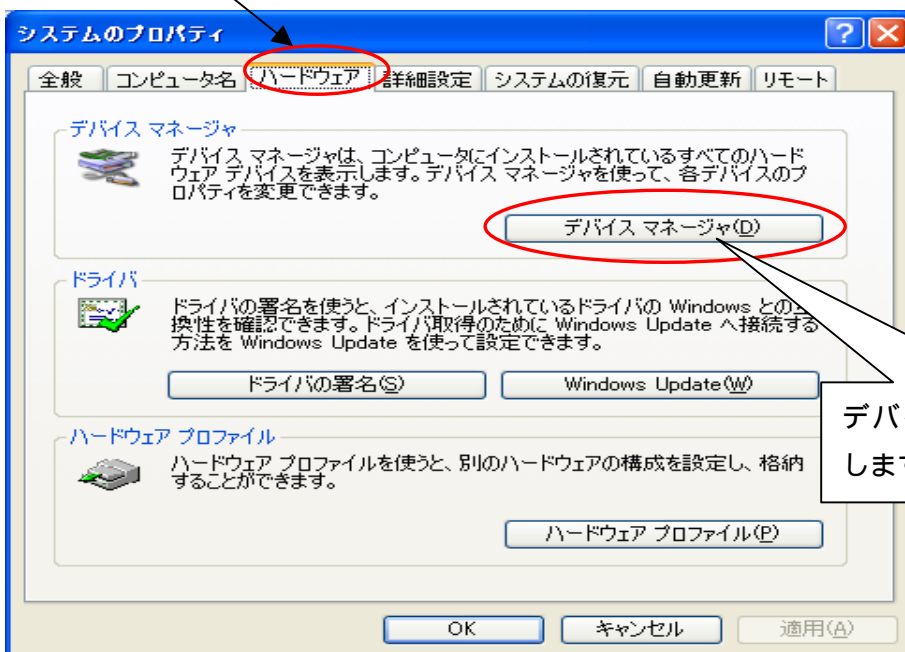 システムのプロパティ
全般 コンピュータ名 ハードウェア 詳細設定 システムの復元 自動更新 リモート
デバイス マネージャ
デバイス マネージャは、コンピュータにインストールされているすべてのハード
ウェア デバイスを表示します。デバイス マネージャを使って、各デバイスのプ
ロパティを変更できます。
デバイス マネージャ(D)
ドライバ
ドライバの署名を使うと、インストールされているドライバの Windows との互
換性を確認できます。ドライバ取得のために Windows Update へ接続する
方法を Windows Update を使って設定できます。
ドライバの署名(S) Windows Update(W)
デバ
しま
ハードウェア プロファイル
ハードウェア プロファイルを使うと、別のハードウェアの構成を設定し、格納
することができます。
ハードウェア プロファイル(P)
OK キャンセル 適用(A)